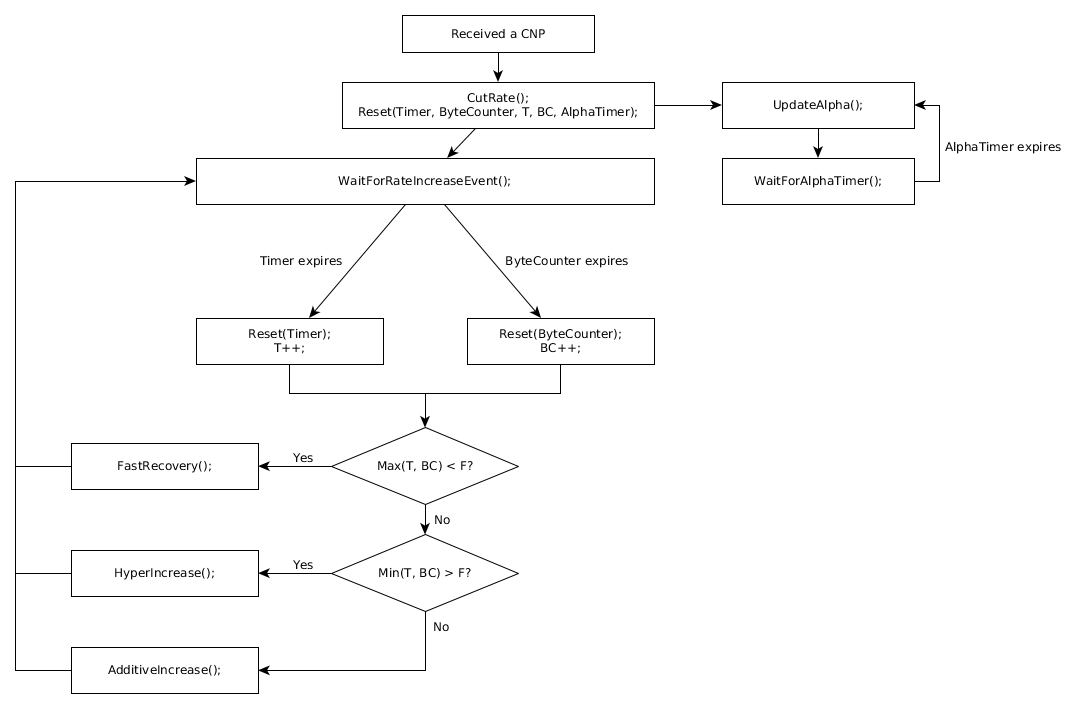 Received a CNP
CutRate();
Reset(Timer, ByteCounter, T, BC, AlphaTimer);
UpdateAlpha();
AlphaTimer expires
WaitForRateIncreaseEvent();
WaitForAlphaTimer();
Timer expires
ByteCounter expires
Reset(Timer);
T++;
Reset(ByteCounter);
BC++;
FastRecovery();
Yes
Max(T, BC) < F?
No
HyperIncrease();
Yes
Min(T, BC) > F?
No
AdditiveIncrease();